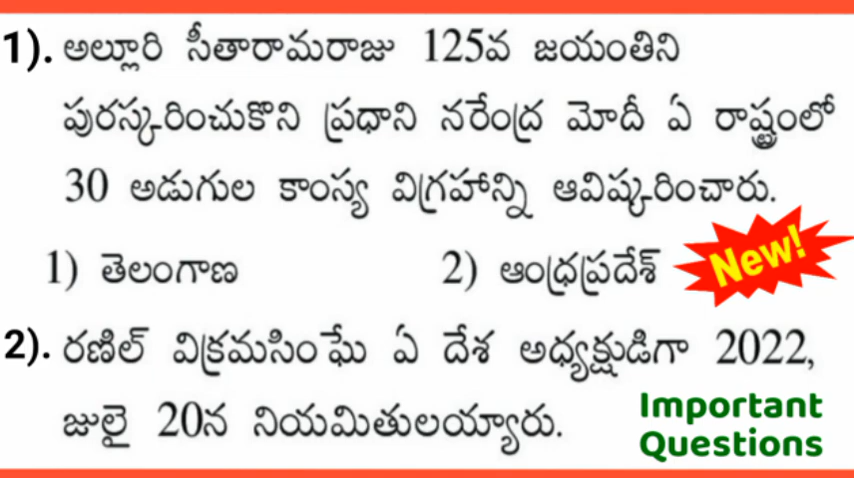 1). అల్లూరి సీతారామరాజు 125వ జయంతిని
పురస్కరించుకొని ప్రధాని నరేంద్ర మోదీ ఏ రాష్ట్రంలో
30 అడుగుల కాంస్య విగ్రహాన్ని ఆవిష్కరించారు.
1) తెలంగాణ 2) ఆంధ్రప్రదేశ్ New!
2). రణిల్ విక్రమసింఘే ఏ దేశ అధ్యక్షుడిగా 2022,
జులై 20న నియమితులయ్యారు.
Important
Questions